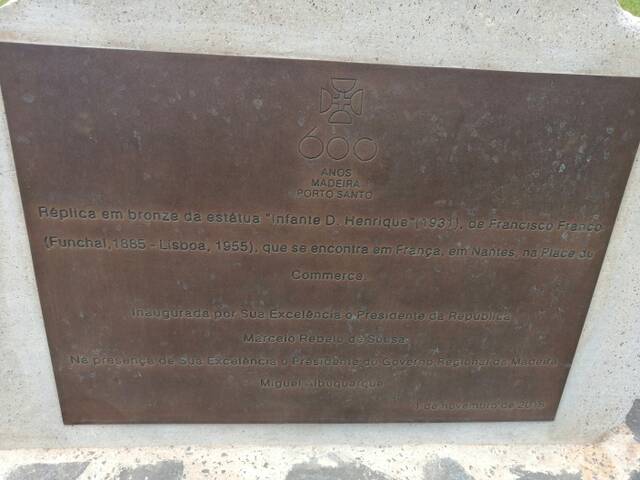 600
ANOS
MADEIRA
PORTO SANTO
Réplica em bronze da estátua "Infante D. Henrique"(1931), de Francisco Franco
(Funchal,1885 - Lisboa, 1955), que se encontra em França, em Nantes, na Place du
Commerce.
Inaugurada por Sua Excelência o Presidente da República
Marcelo Rebelo de Sousa
Na presença de Sua Excelência o Presidente do Governo Regional da Madeira
Miguel Albuquerque
1 de novembro de 2018